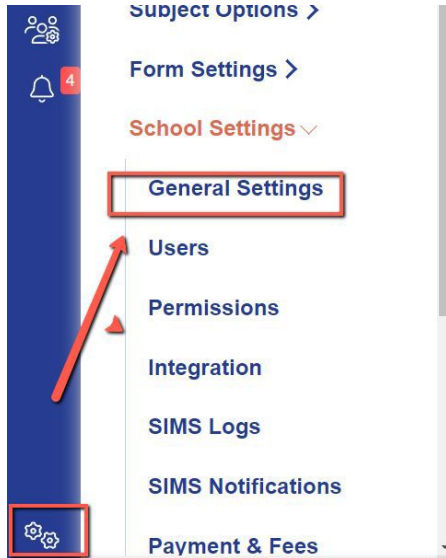 Subject Options >
4
Form Settings >
School Settings
General Settings
Users
Permissions
Integration
SIMS Logs
SIMS Notifications
Payment & Fees